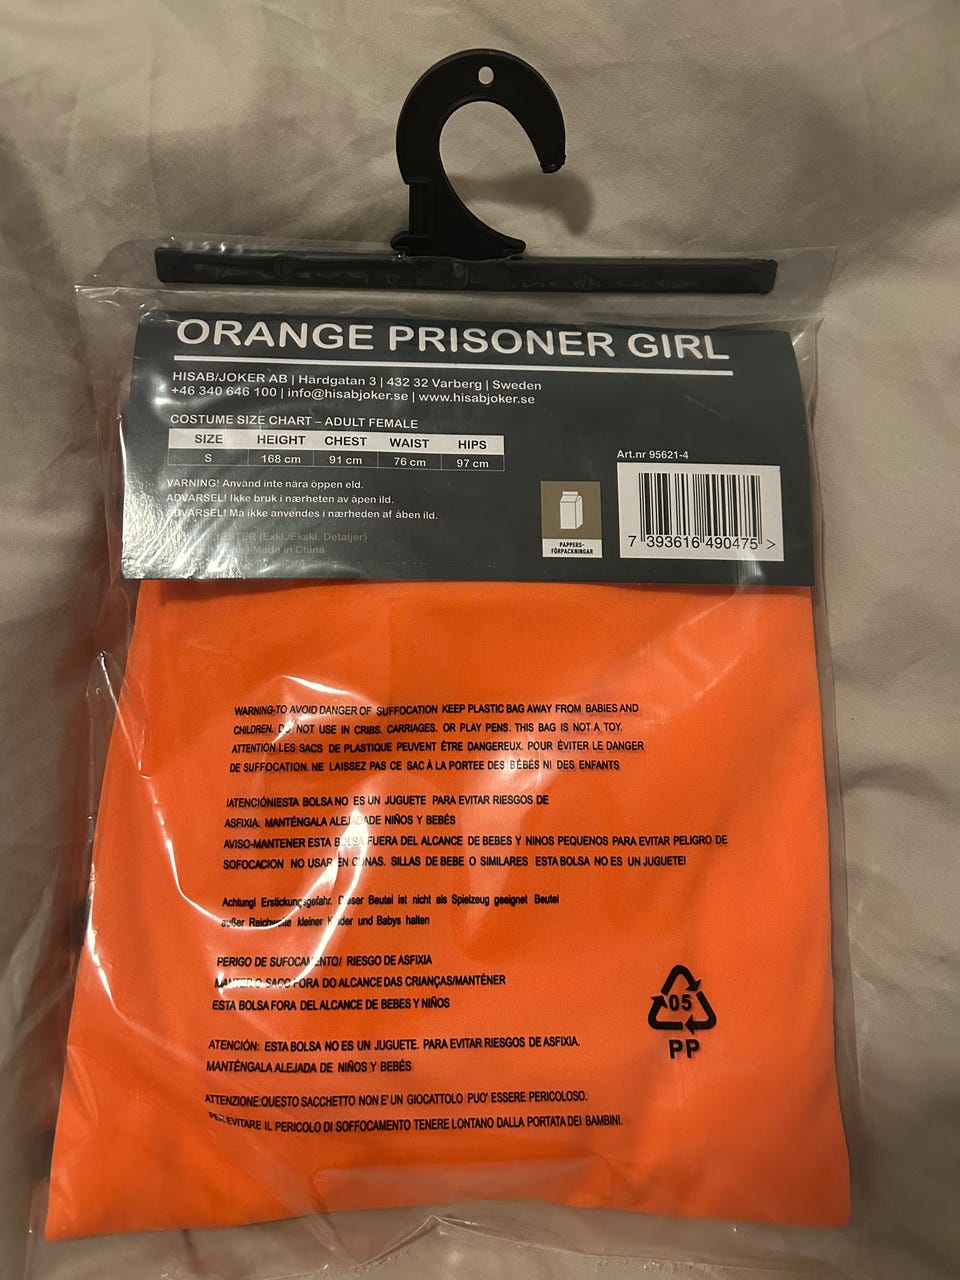 ORANGE PRISONER GIRL
HISAB/JOKER AB | Härdgatan 3 | 432 32 Varberg | Sweden
+46 340 646 100 | info@hisabjoker.se | www.hisabjoker.se
COSTUME SIZE CHART – ADULT FEMALE
SIZE HEIGHT CHEST WAIST HIPS
S 168 cm 91 cm 76 cm 97 cm
VARNING! Använd inte nära öppen eld.
ADVARSEL! Ikke bruk i nærheten av åpen ild.
ADVARSEL! Må ikke anvendes i nærheden af åben ild.
(Exkl./Ekskl. Detaljer)
/ Made in China
PAPPERS-
FÖRPACKNINGAR
Art.nr 95621-4
7 393616 490475 >
WARNING-TO AVOID DANGER OF SUFFOCATION KEEP PLASTIC BAG AWAY FROM BABIES AND
CHILDREN. DO NOT USE IN CRIBS. CARRIAGES. OR PLAY PENS. THIS BAG IS NOT A TOY.
ATTENTION LES SACS DE PLASTIQUE PEUVENT ÊTRE DANGEREUX. POUR ÉVITER LE DANGER
DE SUFFOCATION. NE LAISSEZ PAS CE SAC À LA PORTEE DES BÉBÉS NI DES ENFANTS
¡ATENCIÓN!ESTA BOLSA NO ES UN JUGUETE PARA EVITAR RIESGOS DE
ASFIXIA. MANTÉNGALA ALEJADADE NIÑOS Y BEBÉS
AVISO-MANTENER ESTA BOLSA FUERA DEL ALCANCE DE BEBES Y NINOS PEQUENOS PARA EVITAR PELIGRO DE
SOFOCACION NO USAR EN CUNAS. SILLAS DE BEBE O SIMILARES ESTA BOLSA NO ES UN JUGUETE!
Achtung! Erstickungsgefahr. Dieser Beutel ist nicht als Spielzeug geeignet Beutel
außer Reichweite kleiner Kinder und Babys halten
PERIGO DE SUFOCAMENTO/ RIESGO DE ASFIXIA
MANTER O SACO FORA DO ALCANCE DAS CRIANÇAS/MANTÉNER
ESTA BOLSA FORA DEL ALCANCE DE BEBES Y NIÑOS
ATENCIÓN: ESTA BOLSA NO ES UN JUGUETE. PARA EVITAR RIESGOS DE ASFIXIA.
MANTÉNGALA ALEJADA DE NIÑOS Y BEBÉS
ATTENZIONE:QUESTO SACCHETTO NON E' UN GIOCATTOLO PUO' ESSERE PERICOLOSO.
PER EVITARE IL PERICOLO DI SOFFOCAMENTO TENERE LONTANO DALLA PORTATA DEI BAMBINI.
05
PP